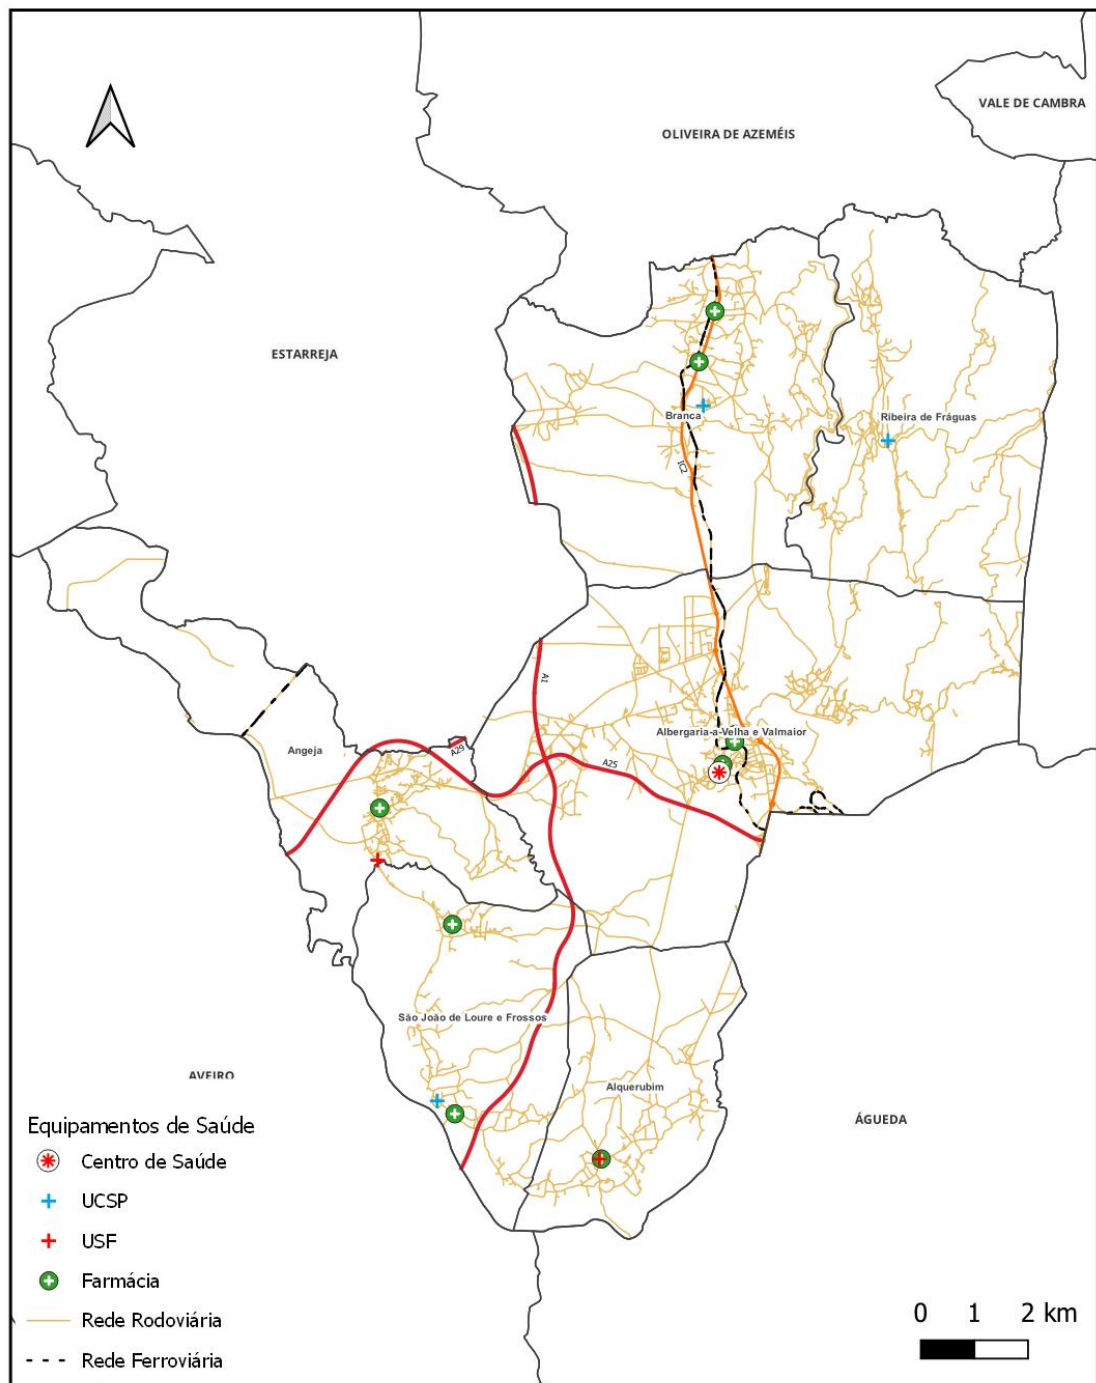 VALE DE CAMBRA
OLIVEIRA DE AZEMÉIS
ESTARREJA
Branca
Ribeira de Fráguas
IC2
A1
Albergaria-a-Velha e Valmaior
Angeja
A29
A25
São João de Loure e Frossos
AVEIRO
Alquerubim
ÁGUEDA
Equipamentos de Saúde
Centro de Saúde
UCSP
USF
Farmácia
Rede Rodoviária
Rede Ferroviária
0 1 2 km